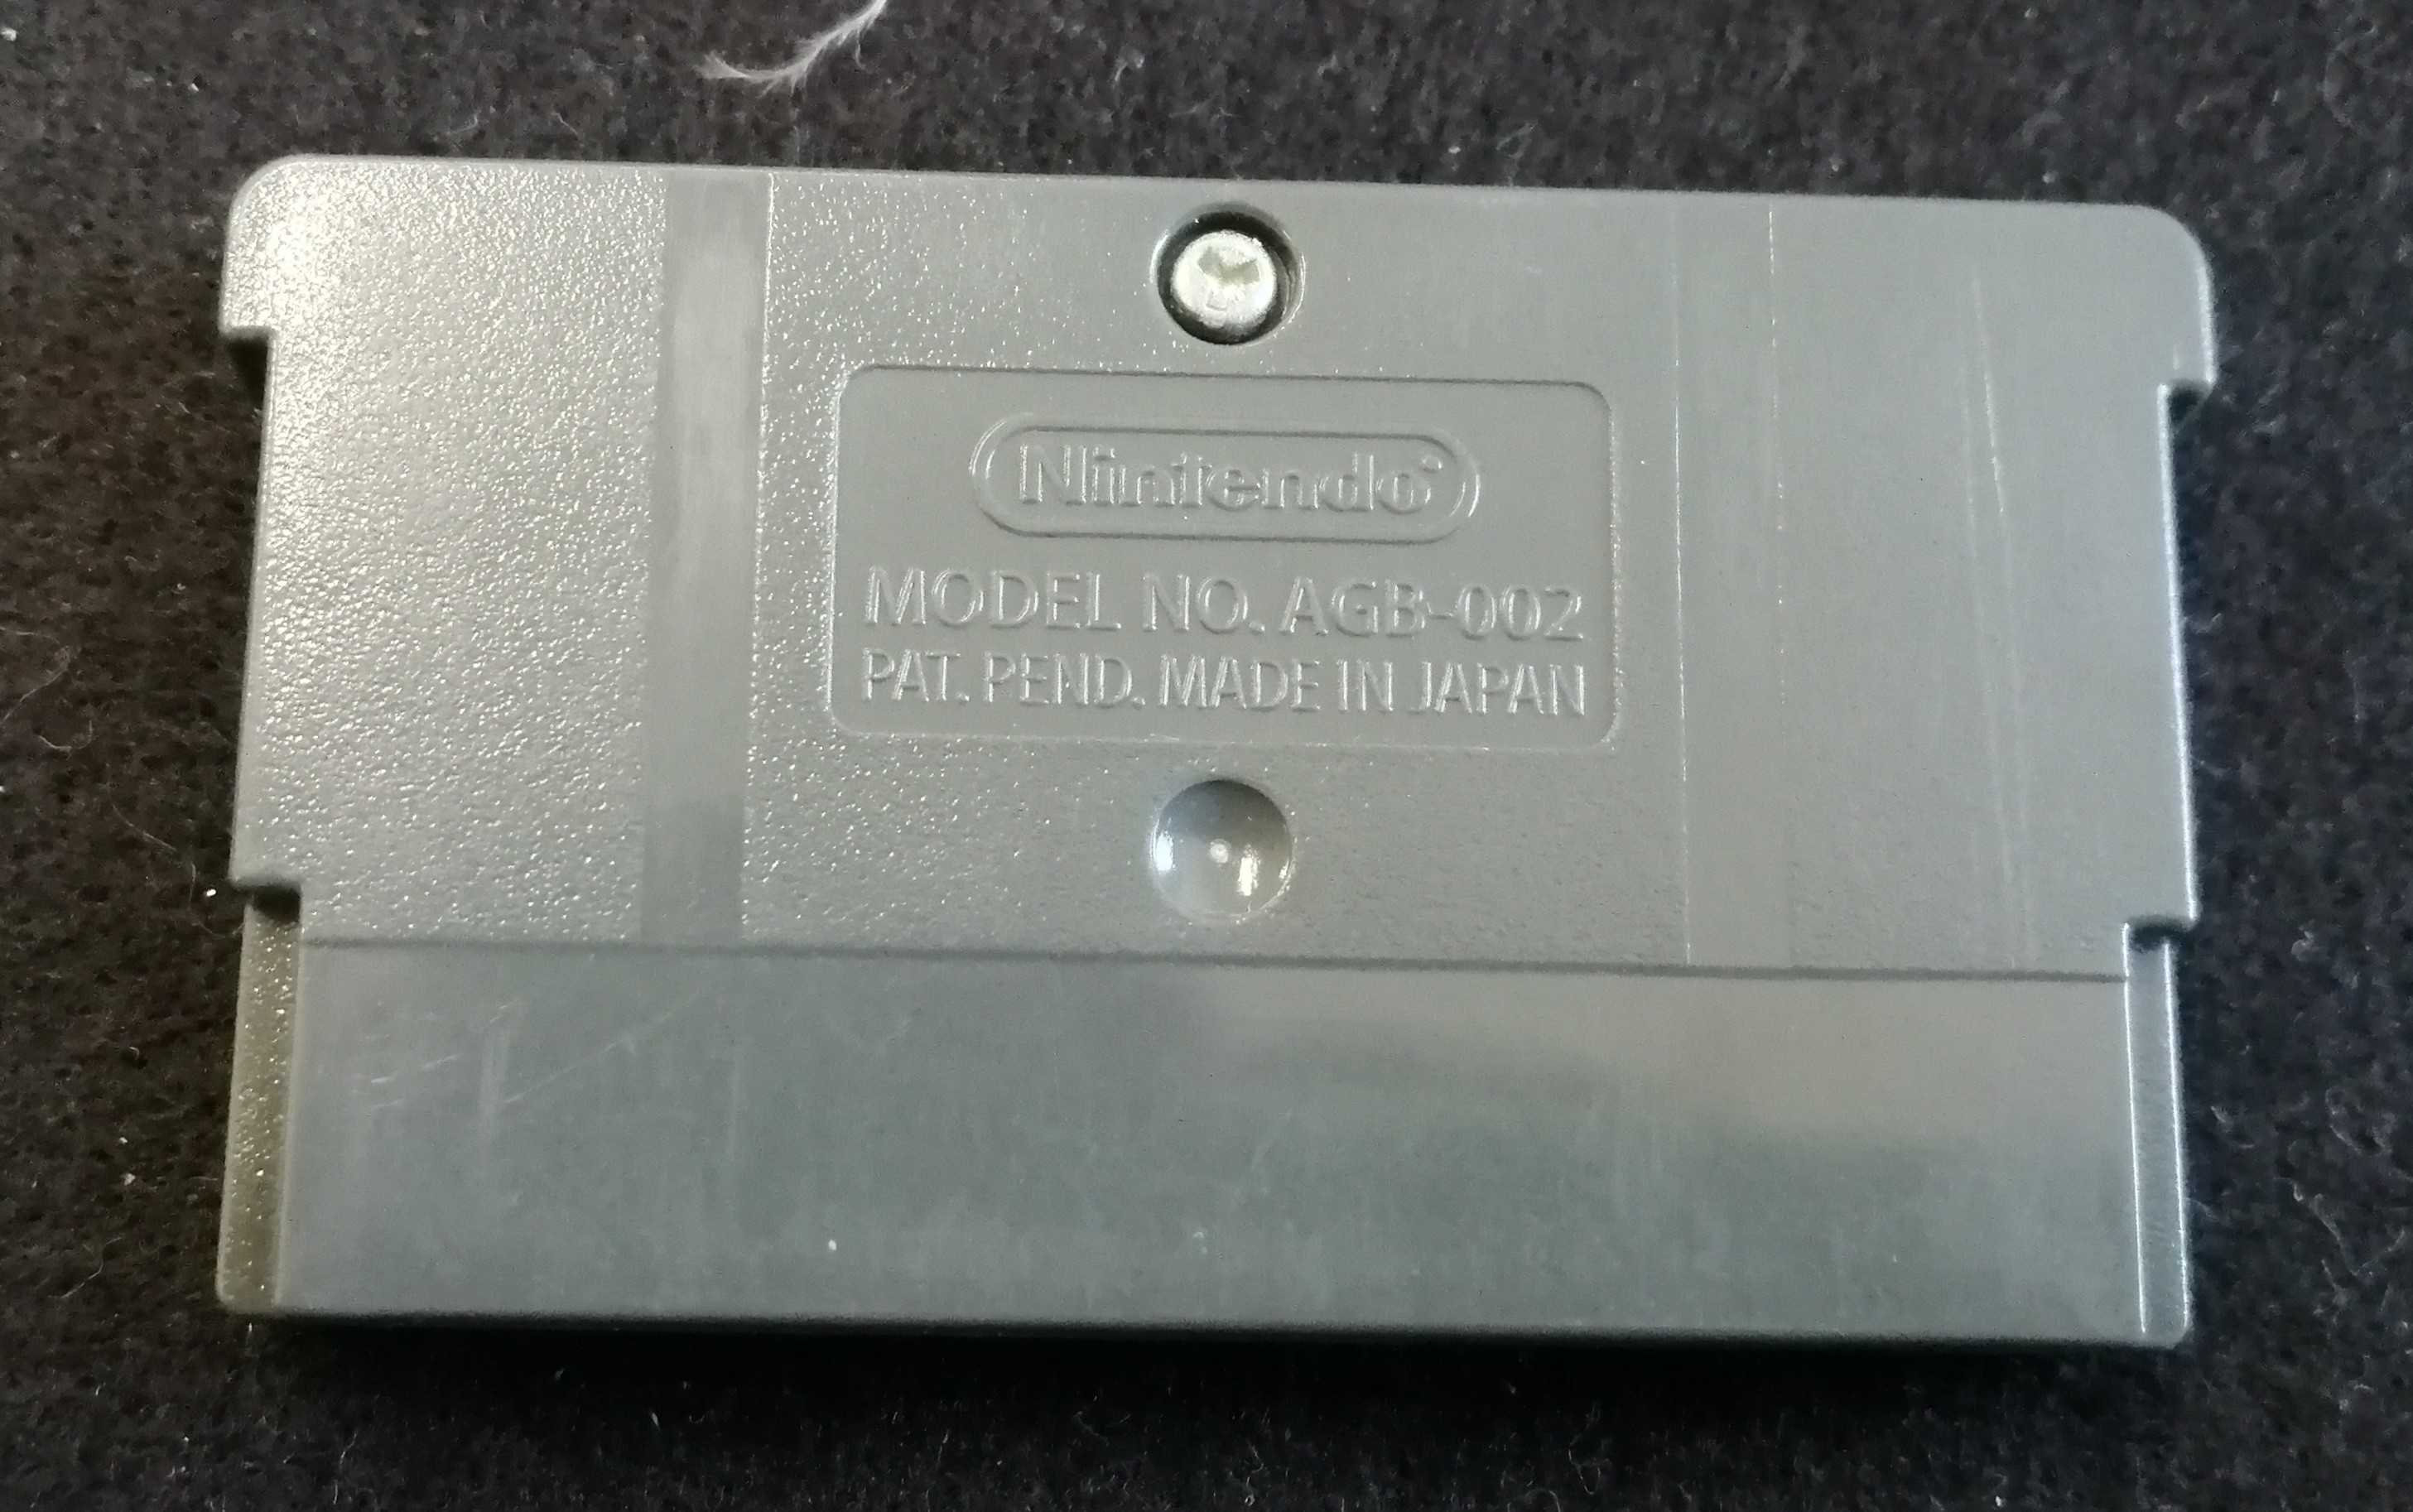 Nintendo
MODEL NO. AGB-002
PAT. PEND. MADE IN JAPAN